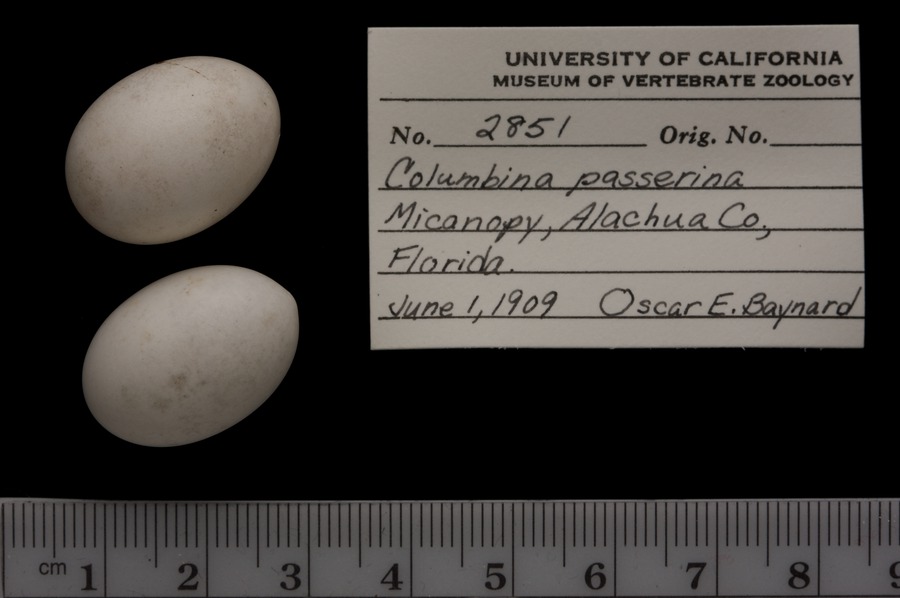 UNIVERSITY OF CALIFORNIA
MUSEUM OF VERTEBRATE ZOOLOGY
No. 2851 Orig. No.
Columbina passerina
Micanopy, Alachua Co.,
Florida.
June 1, 1909 Oscar E. Baynard
cm 1 2 3 4 5 6 7 8 9